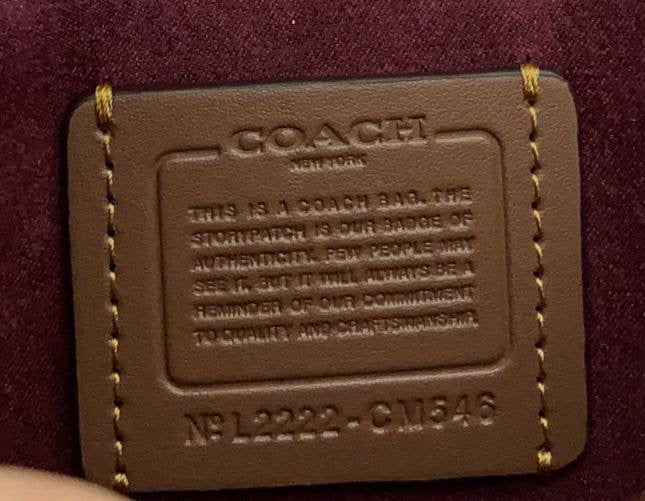 COACH
NEW YORK
THIS IS A COACH BAG. THE
STORYPATCH IS OUR BADGE OF
AUTHENTICITY. FEW PEOPLE MAY
SEE IT, BUT IT WILL ALWAYS BE A
REMINDER OF OUR COMMITMENT
TO QUALITY AND CRAFTSMANSHIP.
Nº L2222-CM546